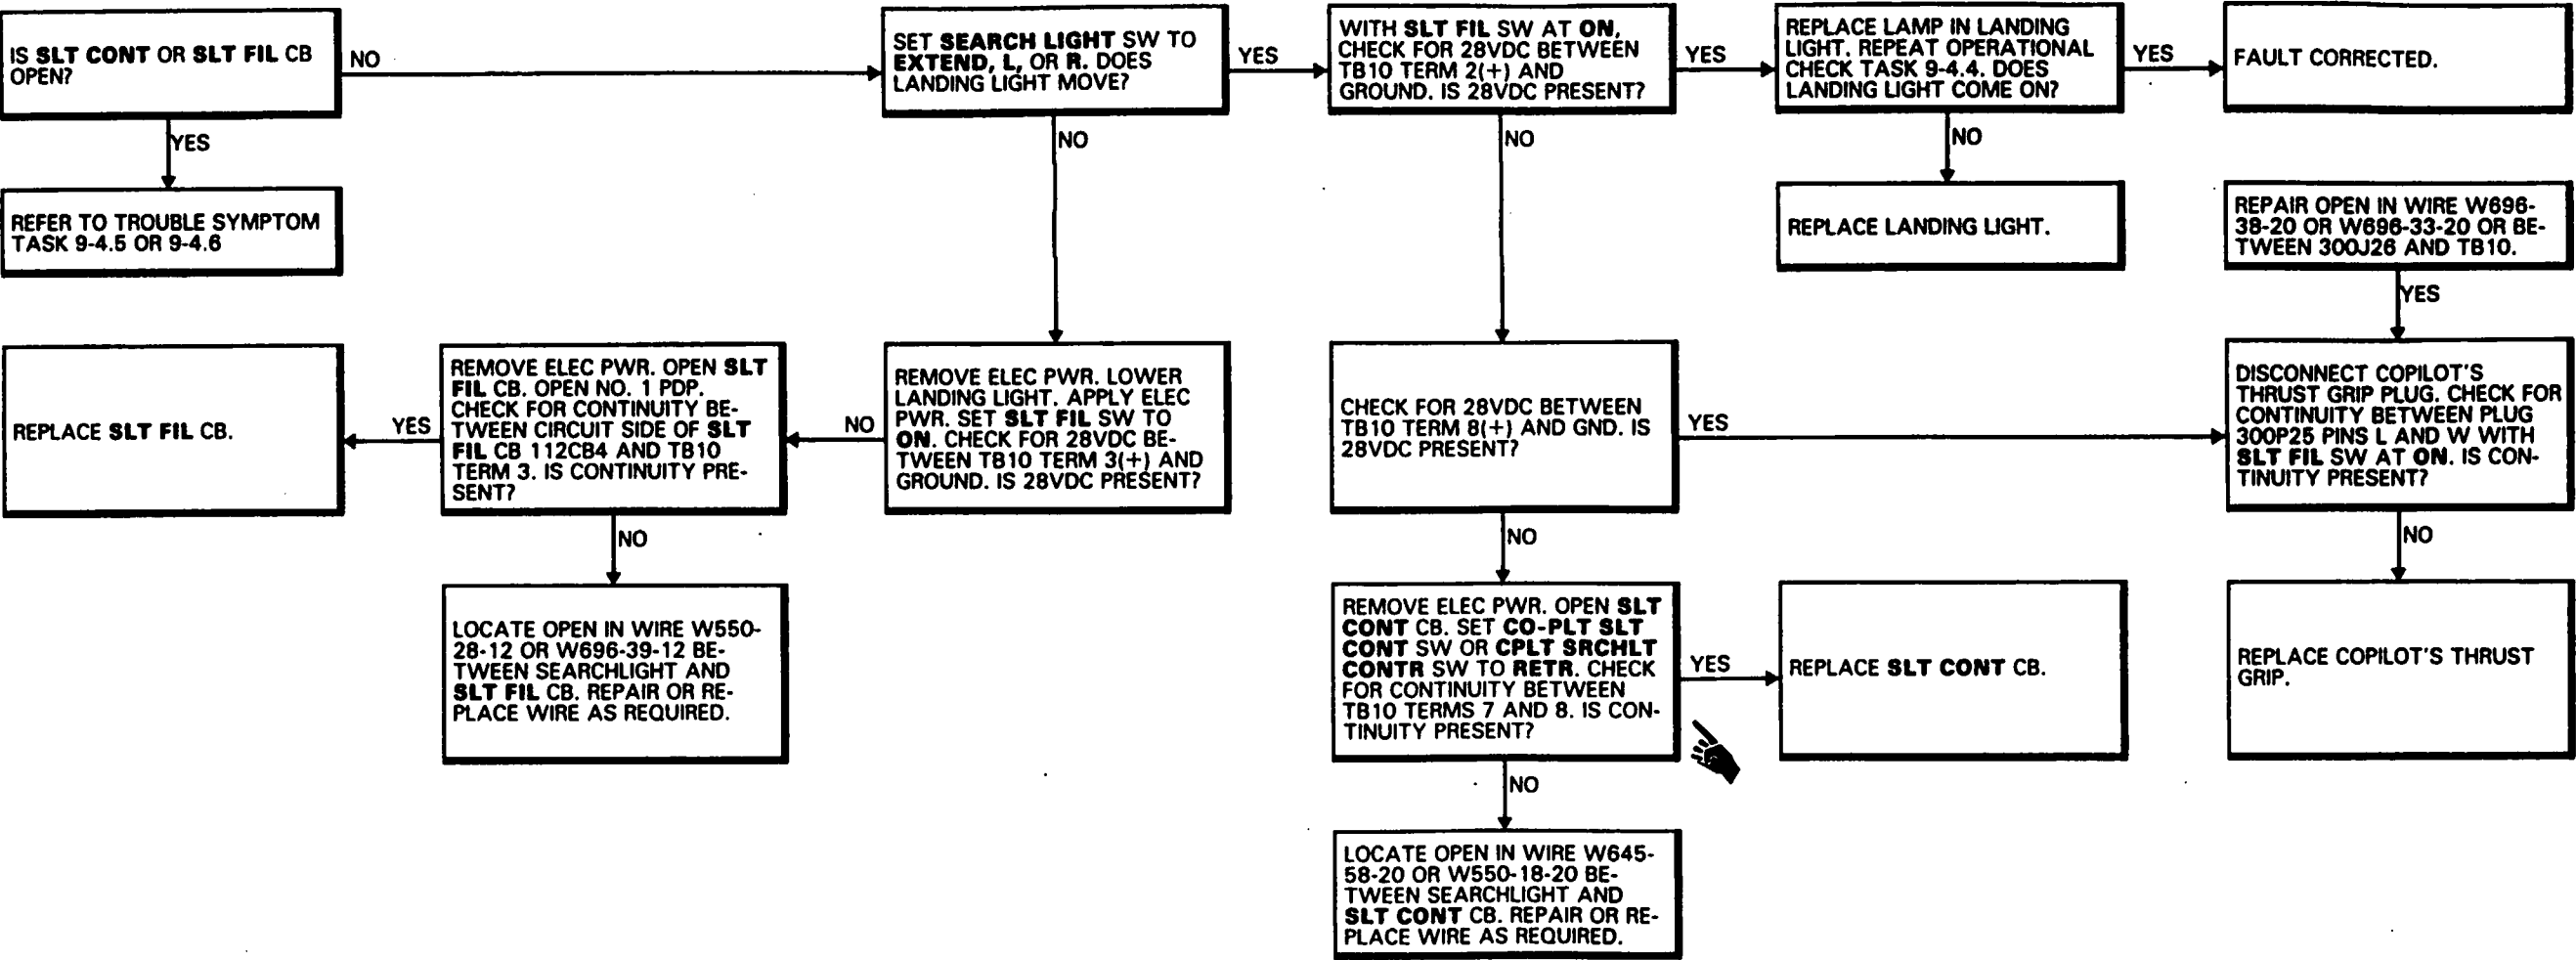 IS SLT CONT OR SLT FIL CB
OPEN?
NO
YES
REFER TO TROUBLE SYMPTOM
TASK 9-4.5 OR 9-4.6
SET SEARCH LIGHT SW TO
EXTEND, L, OR R. DOES
LANDING LIGHT MOVE?
YES
NO
WITH SLT FIL SW AT ON,
CHECK FOR 28VDC BETWEEN
TB10 TERM 2(+) AND
GROUND. IS 28VDC PRESENT?
YES
NO
REPLACE LAMP IN LANDING
LIGHT. REPEAT OPERATIONAL
CHECK TASK 9-4.4. DOES
LANDING LIGHT COME ON?
YES
NO
FAULT CORRECTED.
REPLACE LANDING LIGHT.
REPAIR OPEN IN WIRE W696-
38-20 OR W696-33-20 OR BE-
TWEEN 300J26 AND TB10.
YES
REPLACE SLT FIL CB.
YES
REMOVE ELEC PWR. OPEN SLT
FIL CB. OPEN NO. 1 PDP.
CHECK FOR CONTINUITY BE-
TWEEN CIRCUIT SIDE OF SLT
FIL CB 112CB4 AND TB10
TERM 3. IS CONTINUITY PRE-
SENT?
NO
NO
REMOVE ELEC PWR. LOWER
LANDING LIGHT. APPLY ELEC
PWR. SET SLT FIL SW TO
ON. CHECK FOR 28VDC BE-
TWEEN TB10 TERM 3(+) AND
GROUND. IS 28VDC PRESENT?
CHECK FOR 28VDC BETWEEN
TB10 TERM 8(+) AND GND. IS
28VDC PRESENT?
YES
NO
DISCONNECT COPILOT'S
THRUST GRIP PLUG. CHECK FOR
CONTINUITY BETWEEN PLUG
300P25 PINS L AND W WITH
SLT FIL SW AT ON. IS CON-
TINUITY PRESENT?
NO
LOCATE OPEN IN WIRE W550-
28-12 OR W696-39-12 BE-
TWEEN SEARCHLIGHT AND
SLT FIL CB. REPAIR OR RE-
PLACE WIRE AS REQUIRED.
REMOVE ELEC PWR. OPEN SLT
CONT CB. SET CO-PLT SLT
CONT SW OR CPLT SRCHLT
CONTR SW TO RETR. CHECK
FOR CONTINUITY BETWEEN
TB10 TERMS 7 AND 8. IS CON-
TINUITY PRESENT?
YES
NO
REPLACE SLT CONT CB.
REPLACE COPILOT'S THRUST
GRIP.
LOCATE OPEN IN WIRE W645-
58-20 OR W550-18-20 BE-
TWEEN SEARCHLIGHT AND
SLT CONT CB. REPAIR OR RE-
PLACE WIRE AS REQUIRED.